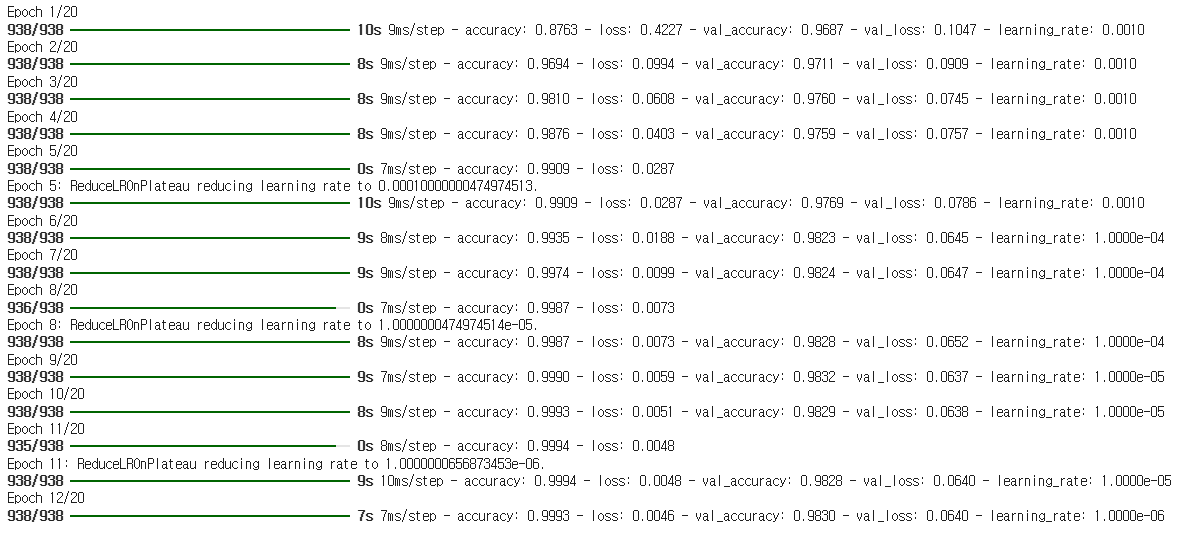 Epoch 1/20
938/938 10s 9ms/step - accuracy: 0.8763 - loss: 0.4227 - val_accuracy: 0.9687 - val_loss: 0.1047 - learning_rate: 0.0010
Epoch 2/20
938/938 8s 9ms/step - accuracy: 0.9694 - loss: 0.0994 - val_accuracy: 0.9711 - val_loss: 0.0909 - learning_rate: 0.0010
Epoch 3/20
938/938 8s 9ms/step - accuracy: 0.9810 - loss: 0.0608 - val_accuracy: 0.9760 - val_loss: 0.0745 - learning_rate: 0.0010
Epoch 4/20
938/938 8s 9ms/step - accuracy: 0.9876 - loss: 0.0403 - val_accuracy: 0.9759 - val_loss: 0.0757 - learning_rate: 0.0010
Epoch 5/20
938/938 0s 7ms/step - accuracy: 0.9909 - loss: 0.0287
Epoch 5: ReduceLROnPlateau reducing learning rate to 0.00010000000474974513.
938/938 10s 9ms/step - accuracy: 0.9909 - loss: 0.0287 - val_accuracy: 0.9769 - val_loss: 0.0786 - learning_rate: 0.0010
Epoch 6/20
938/938 9s 8ms/step - accuracy: 0.9935 - loss: 0.0188 - val_accuracy: 0.9823 - val_loss: 0.0645 - learning_rate: 1.0000e-04
Epoch 7/20
938/938 9s 9ms/step - accuracy: 0.9974 - loss: 0.0099 - val_accuracy: 0.9824 - val_loss: 0.0647 - learning_rate: 1.0000e-04
Epoch 8/20
936/938 0s 7ms/step - accuracy: 0.9987 - loss: 0.0073
Epoch 8: ReduceLROnPlateau reducing learning rate to 1.0000000474974514e-05.
938/938 8s 9ms/step - accuracy: 0.9987 - loss: 0.0073 - val_accuracy: 0.9828 - val_loss: 0.0652 - learning_rate: 1.0000e-04
Epoch 9/20
938/938 9s 7ms/step - accuracy: 0.9990 - loss: 0.0059 - val_accuracy: 0.9832 - val_loss: 0.0637 - learning_rate: 1.0000e-05
Epoch 10/20
938/938 8s 9ms/step - accuracy: 0.9993 - loss: 0.0051 - val_accuracy: 0.9829 - val_loss: 0.0638 - learning_rate: 1.0000e-05
Epoch 11/20
935/938 0s 8ms/step - accuracy: 0.9994 - loss: 0.0048
Epoch 11: ReduceLROnPlateau reducing learning rate to 1.0000000656873453e-06.
938/938 9s 10ms/step - accuracy: 0.9994 - loss: 0.0048 - val_accuracy: 0.9828 - val_loss: 0.0640 - learning_rate: 1.0000e-05
Epoch 12/20
938/938 7s 7ms/step - accuracy: 0.9993 - loss: 0.0046 - val_accuracy: 0.9830 - val_loss: 0.0640 - learning_rate: 1.0000e-06